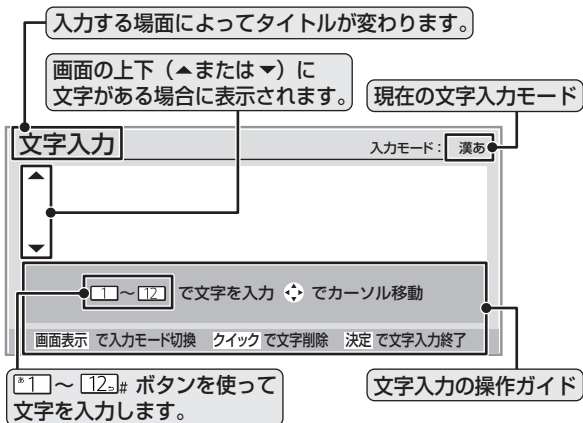 入力する場面によってタイトルが変わります。
画面の上下（▲または▼）に
文字がある場合に表示されます。
現在の文字入力モード
文字入力
入力モード： 漢あ
▲
▼
1～12 で文字を入力 でカーソル移動
画面表示 で入力モード切換 クイック で文字削除 決定 で文字入力終了
あ1～12。# ボタンを使って
文字を入力します。
文字入力の操作ガイド